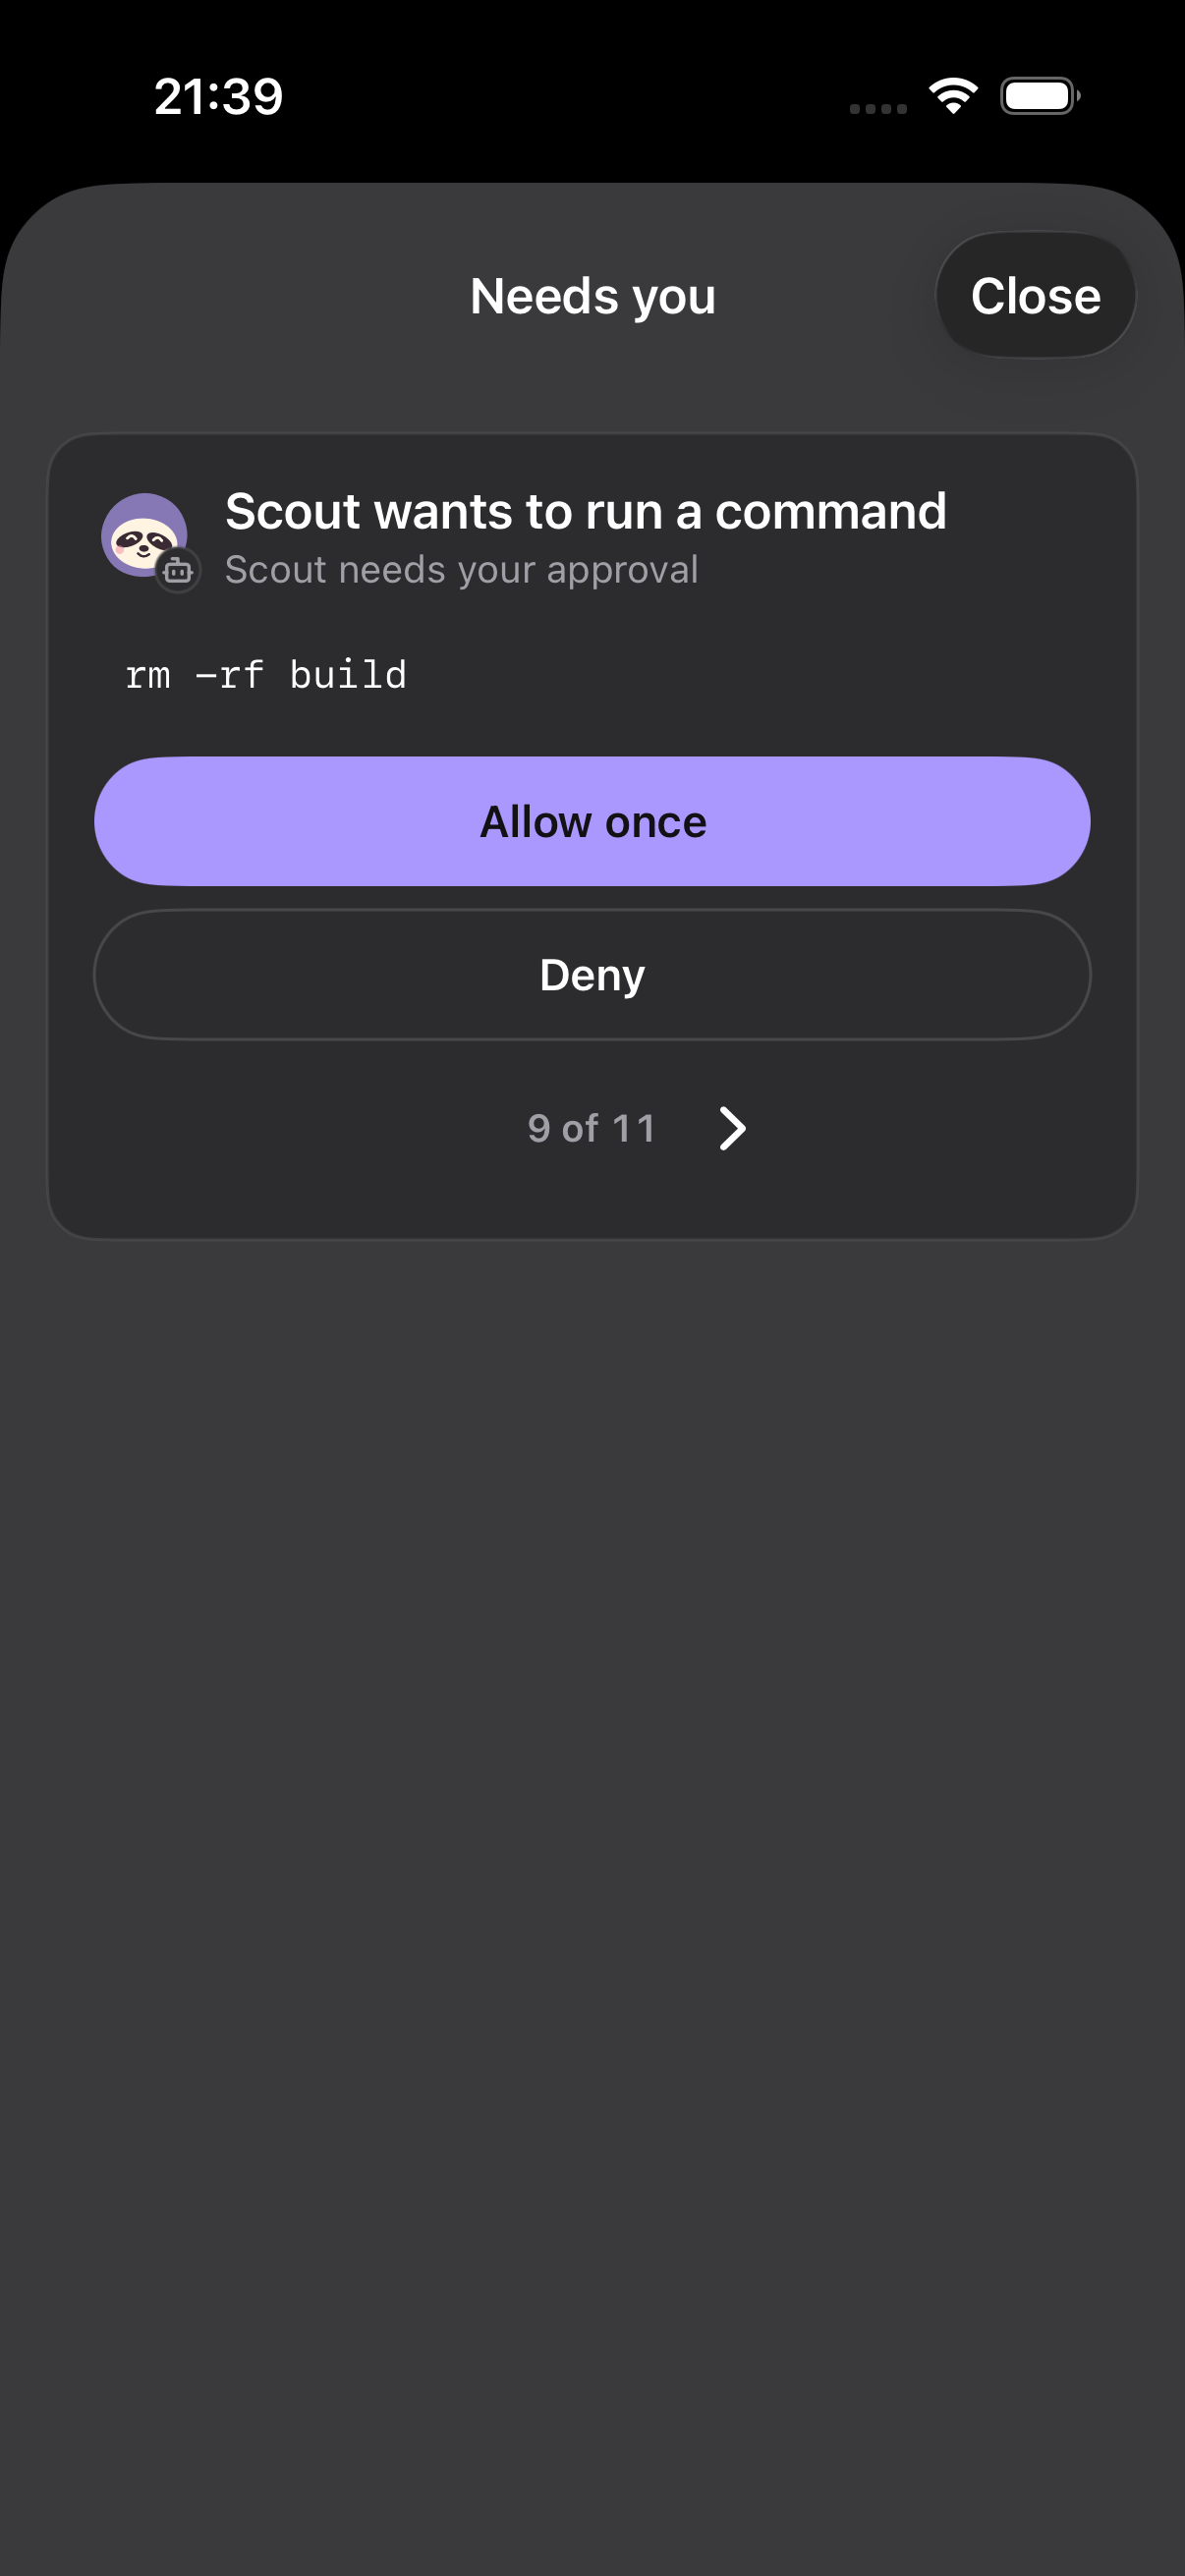 21:39
Needs you
Close
Scout wants to run a command
Scout needs your approval
rm -rf build
Allow once
Deny
9 of 11